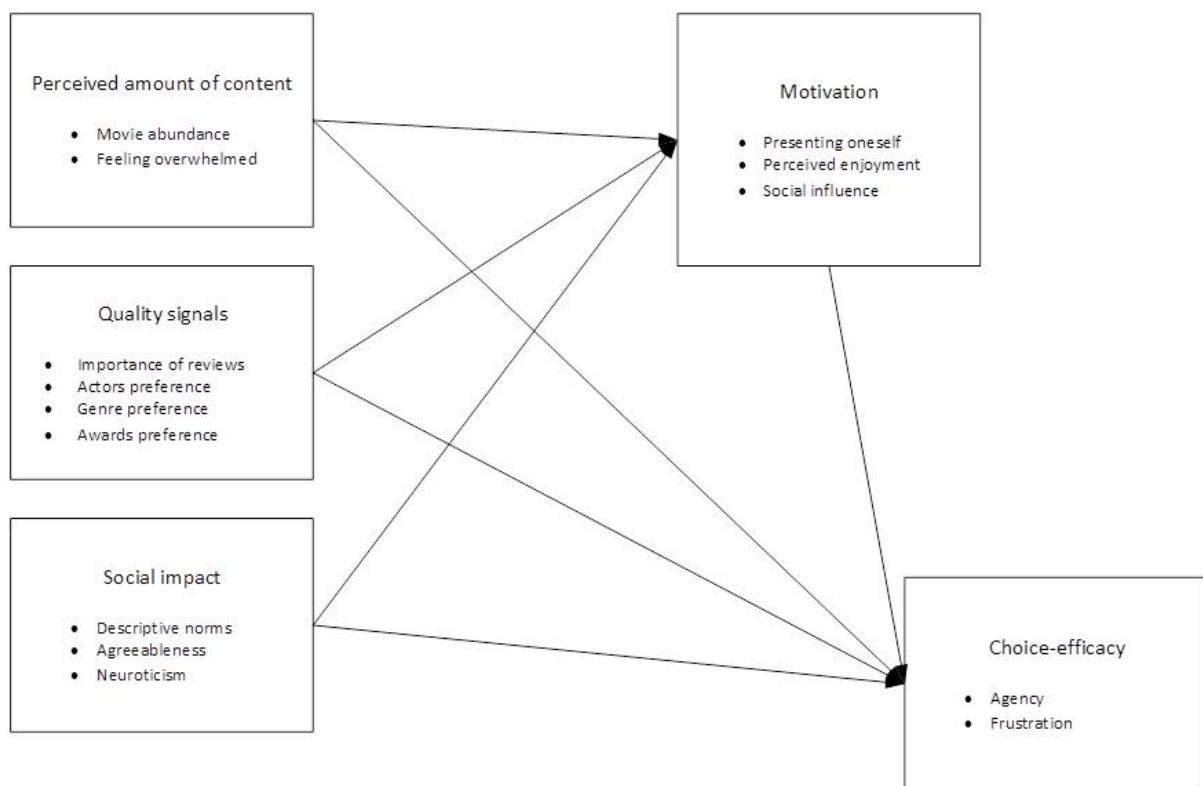 Perceived amount of content
• Movie abundance
• Feeling overwhelmed
Motivation
• Presenting oneself
• Perceived enjoyment
• Social influence
Quality signals
• Importance of reviews
• Actors preference
• Genre preference
• Awards preference
Social impact
• Descriptive norms
• Agreeableness
• Neuroticism
Choice-efficacy
• Agency
• Frustration